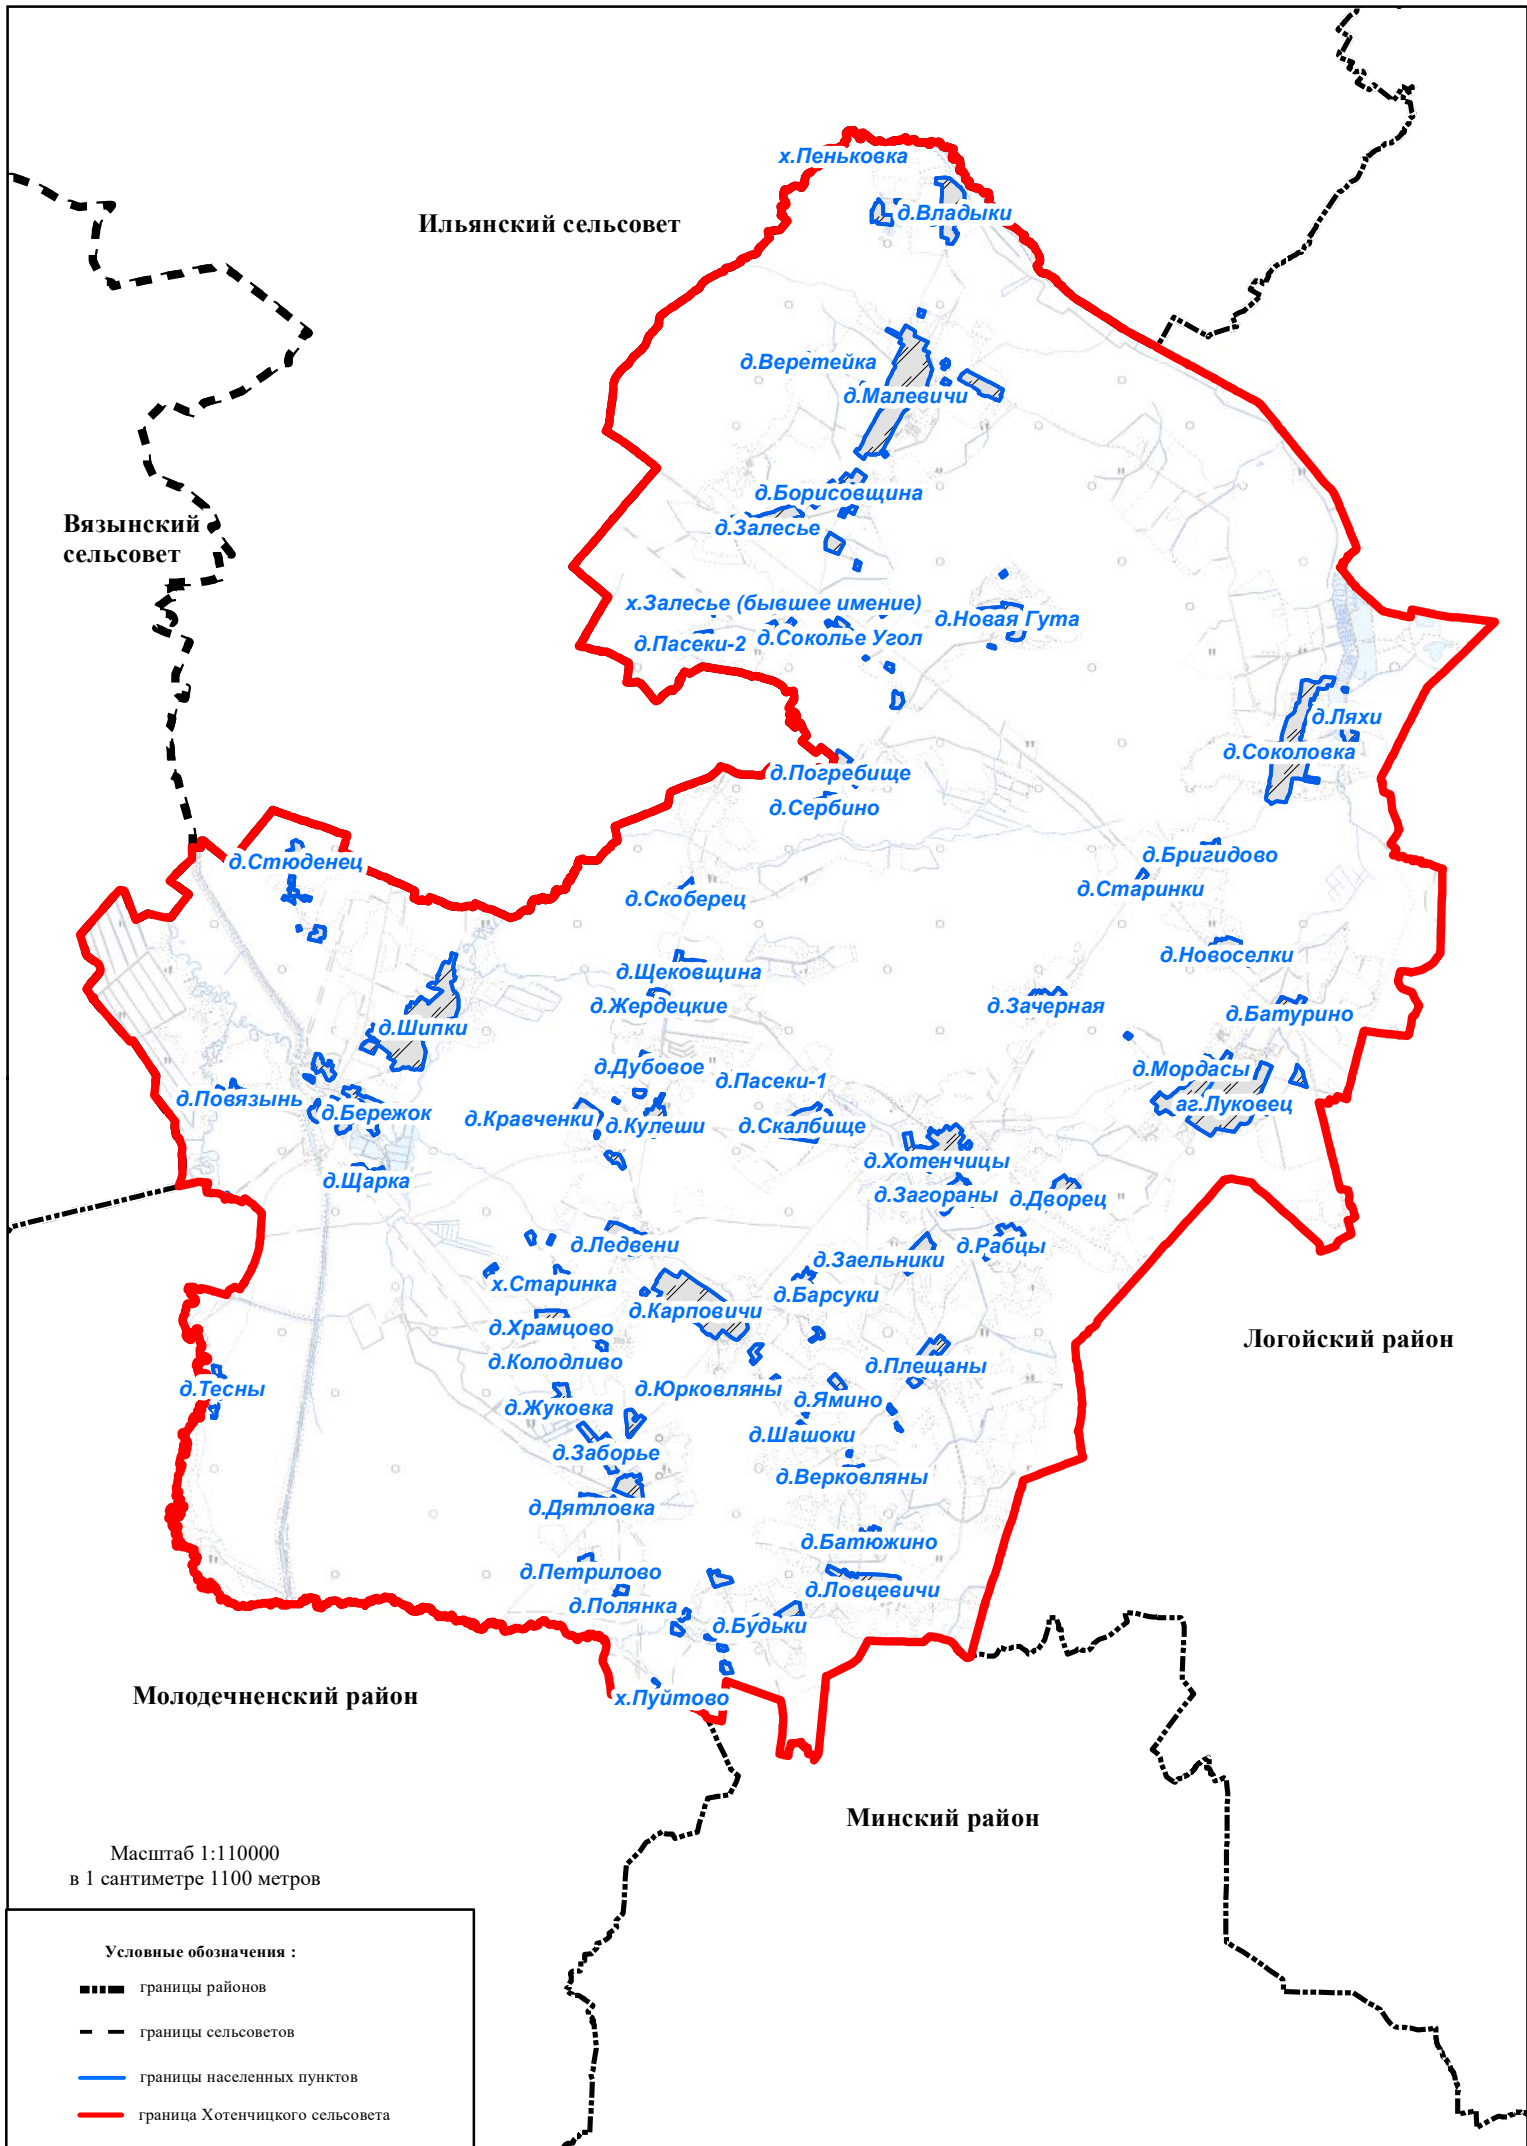 х.Пеньковка
д.Владыки
Ильянский сельсовет
д.Веретейка
д.Малевичи
д.Борисовщина
д.Залесье
Вязынский
сельсовет
х.Залесье (бывшее имение)
д.Новая Гута
д.Пасеки-2
д.Соколье Угол
д.Ляхи
д.Соколовка
д.Погребище
д.Сербино
д.Стюденец
д.Бригидово
д.Старинки
д.Скоберец
д.Новоселки
д.Щековщина
д.Жердецкие
д.Зачерная
д.Батурино
д.Шипки
д.Дубовое
д.Пасеки-1
д.Мордасы
д.Повязынь
д.Бережок
д.Кравченки
д.Кулеши
д.Скалбище
аг.Луковец
д.Хотенчицы
д.Щарка
д.Загораны
д.Дворец
д.Ледвени
д.Рабцы
д.Заельники
х.Старинка
д.Барсуки
д.Карповичи
д.Храмцово
Логойский район
д.Колодливо
д.Плещаны
д.Тесны
д.Юрковляны
д.Ямино
д.Жуковка
д.Шашоки
д.Заборье
д.Верковляны
д.Дятловка
д.Батюжино
д.Петрилово
д.Ловцевичи
д.Полянка
д.Будьки
Молодечненский район
х.Пуйтово
Минский район
Масштаб 1:110000
в 1 сантиметре 1100 метров
Условные обозначения :
границы районов
границы сельсоветов
границы населенных пунктов
граница Хотенчицкого сельсовета